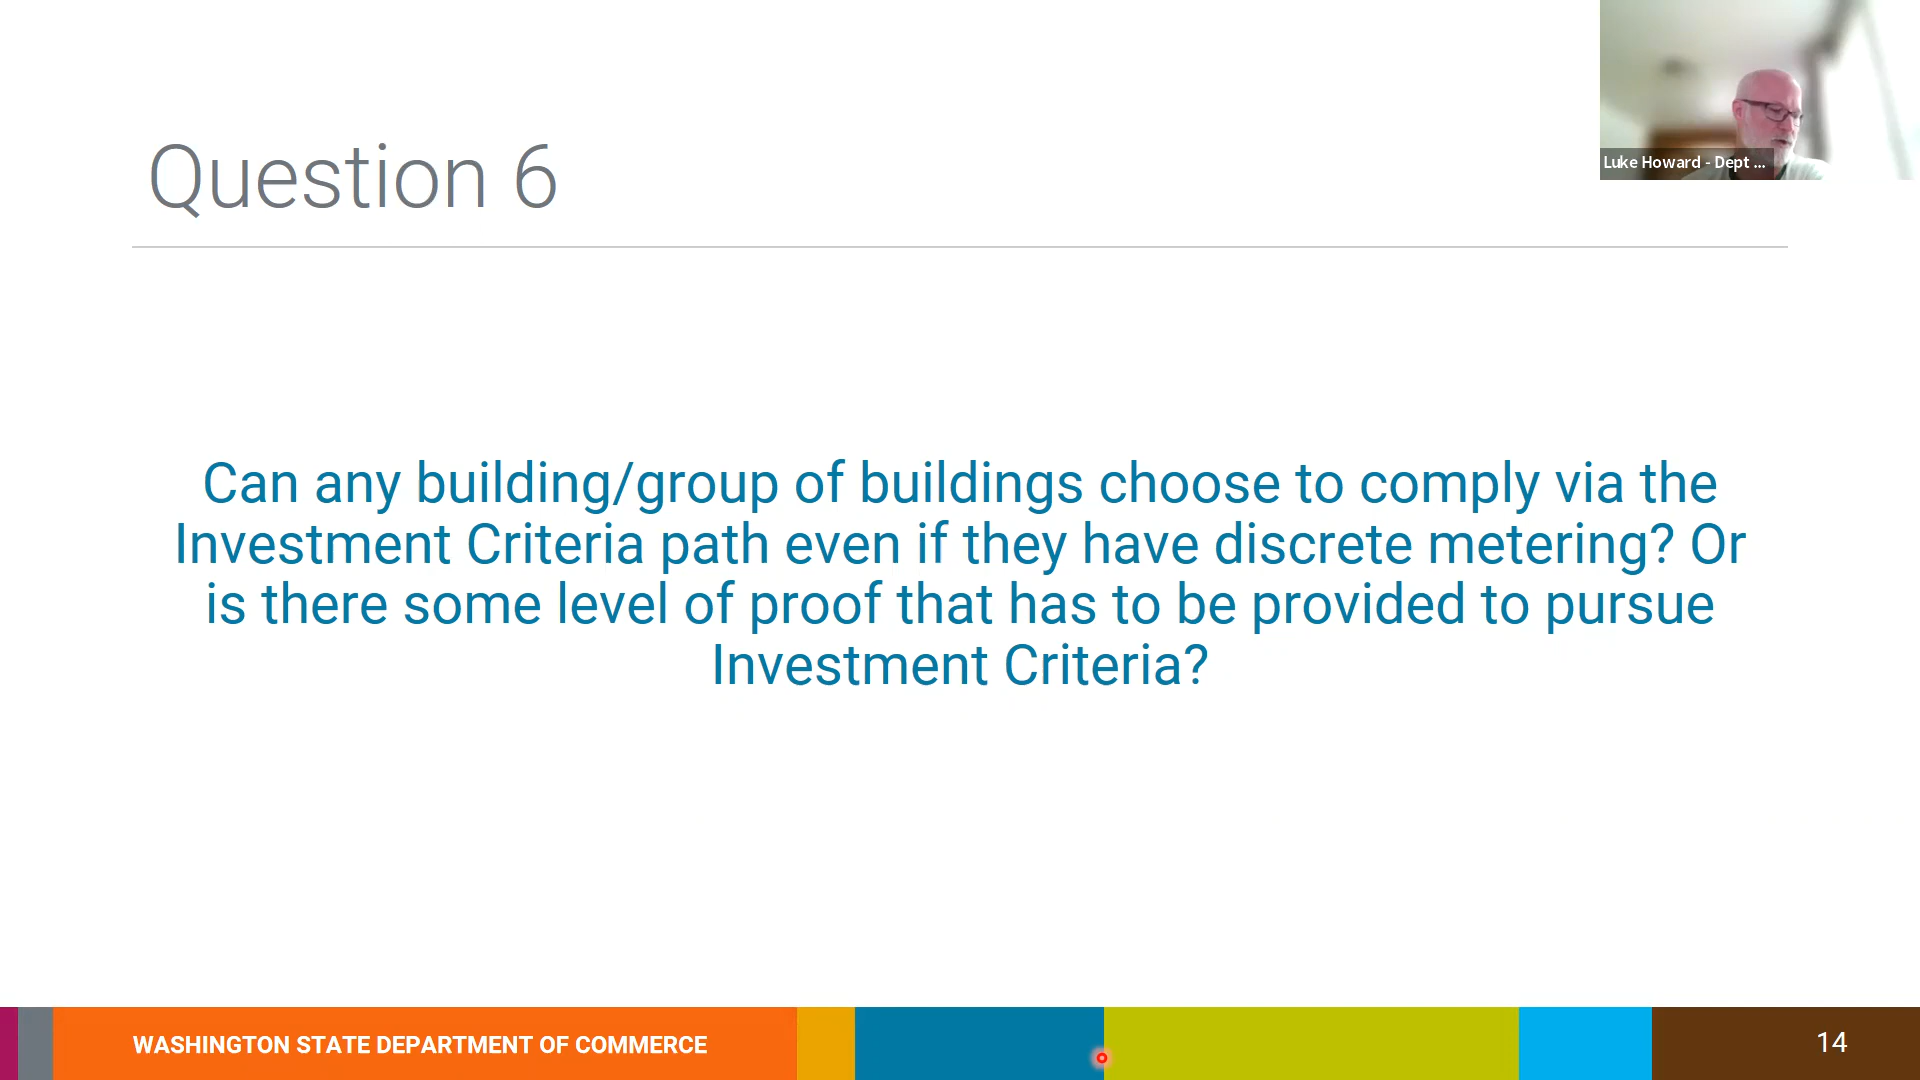 Luke Howard - Dept ...
Question 6
Can any building/group of buildings choose to comply via the
Investment Criteria path even if they have discrete metering? Or
is there some level of proof that has to be provided to pursue
Investment Criteria?
WASHINGTON STATE DEPARTMENT OF COMMERCE
14